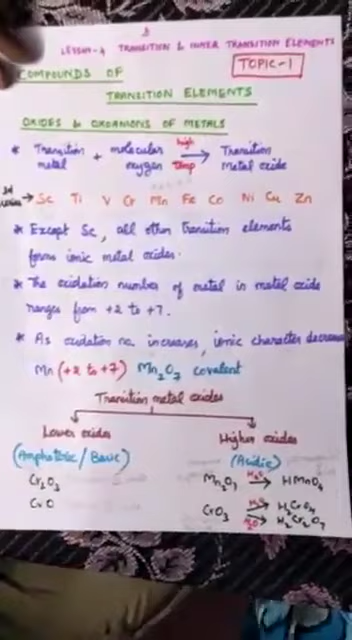 LESSON-4 TRANSITION & INNER TRANSITION ELEMENTS
TOPIC-1
COMPOUNDS OF
TRANSITION ELEMENTS
OXIDES & OXOANIONS OF METALS
* Transition metal + molecular oxygen high Temp → Transition Metal oxide
3d series → Sc Ti V Cr Mn Fe Co Ni Cu Zn
* Except Sc, all other transition elements
forms ionic metal oxides.
* The oxidation number of metal in metal oxide
ranges from +2 to +7.
* As oxidation no. increases, ionic character decreases
Mn (+2 to +7) Mn₂O₇ covalent
Transition metal oxides
Lower oxides Higher oxides
(Amphoteric / Basic) (Acidic)
Cr₂O₃ Mn₂O₇ H₂O → HMnO₄
CrO CrO₃ H₂O → H₂CrO₄
H₂O → H₂Cr₂O₇